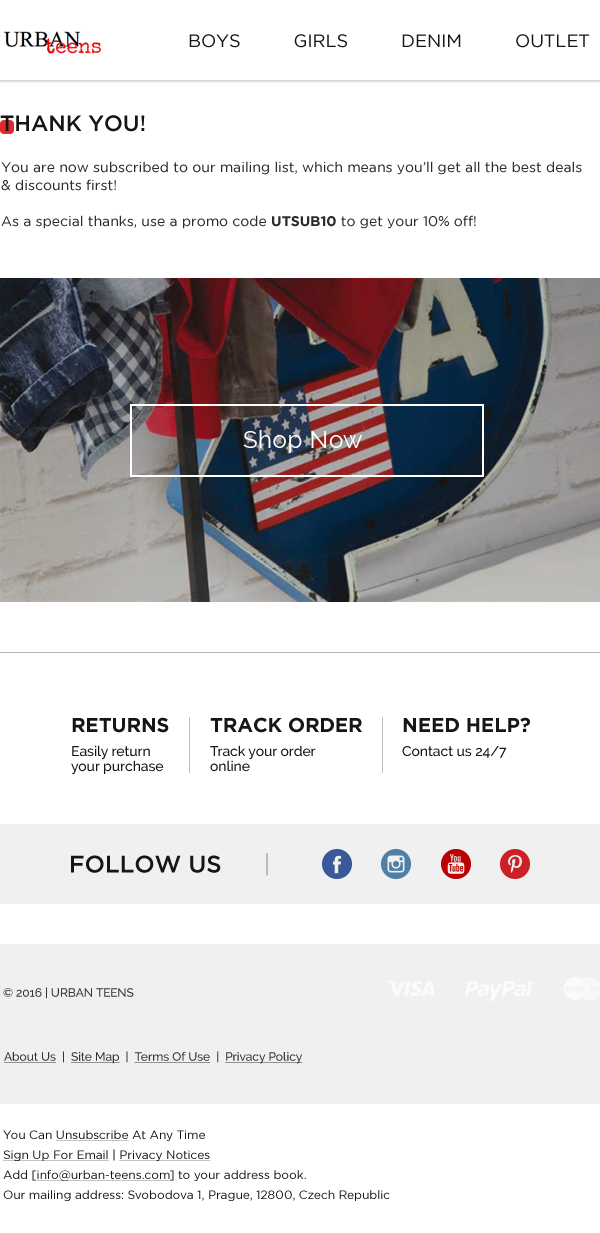 URBAN
teens
BOYS GIRLS DENIM OUTLET
THANK YOU!
You are now subscribed to our mailing list, which means you’ll get all the best deals
& discounts first!
As a special thanks, use a promo code UTSUB10 to get your 10% off!
A
Shop Now
RETURNS TRACK ORDER NEED HELP?
Easily return Track your order Contact us 24/7
your purchase online
FOLLOW US | f You Tube
© 2016 | URBAN TEENS VISA PayPal
About Us | Site Map | Terms Of Use | Privacy Policy
You Can Unsubscribe At Any Time
Sign Up For Email | Privacy Notices
Add [info@urban-teens.com] to your address book.
Our mailing address: Svobodova 1, Prague, 12800, Czech Republic